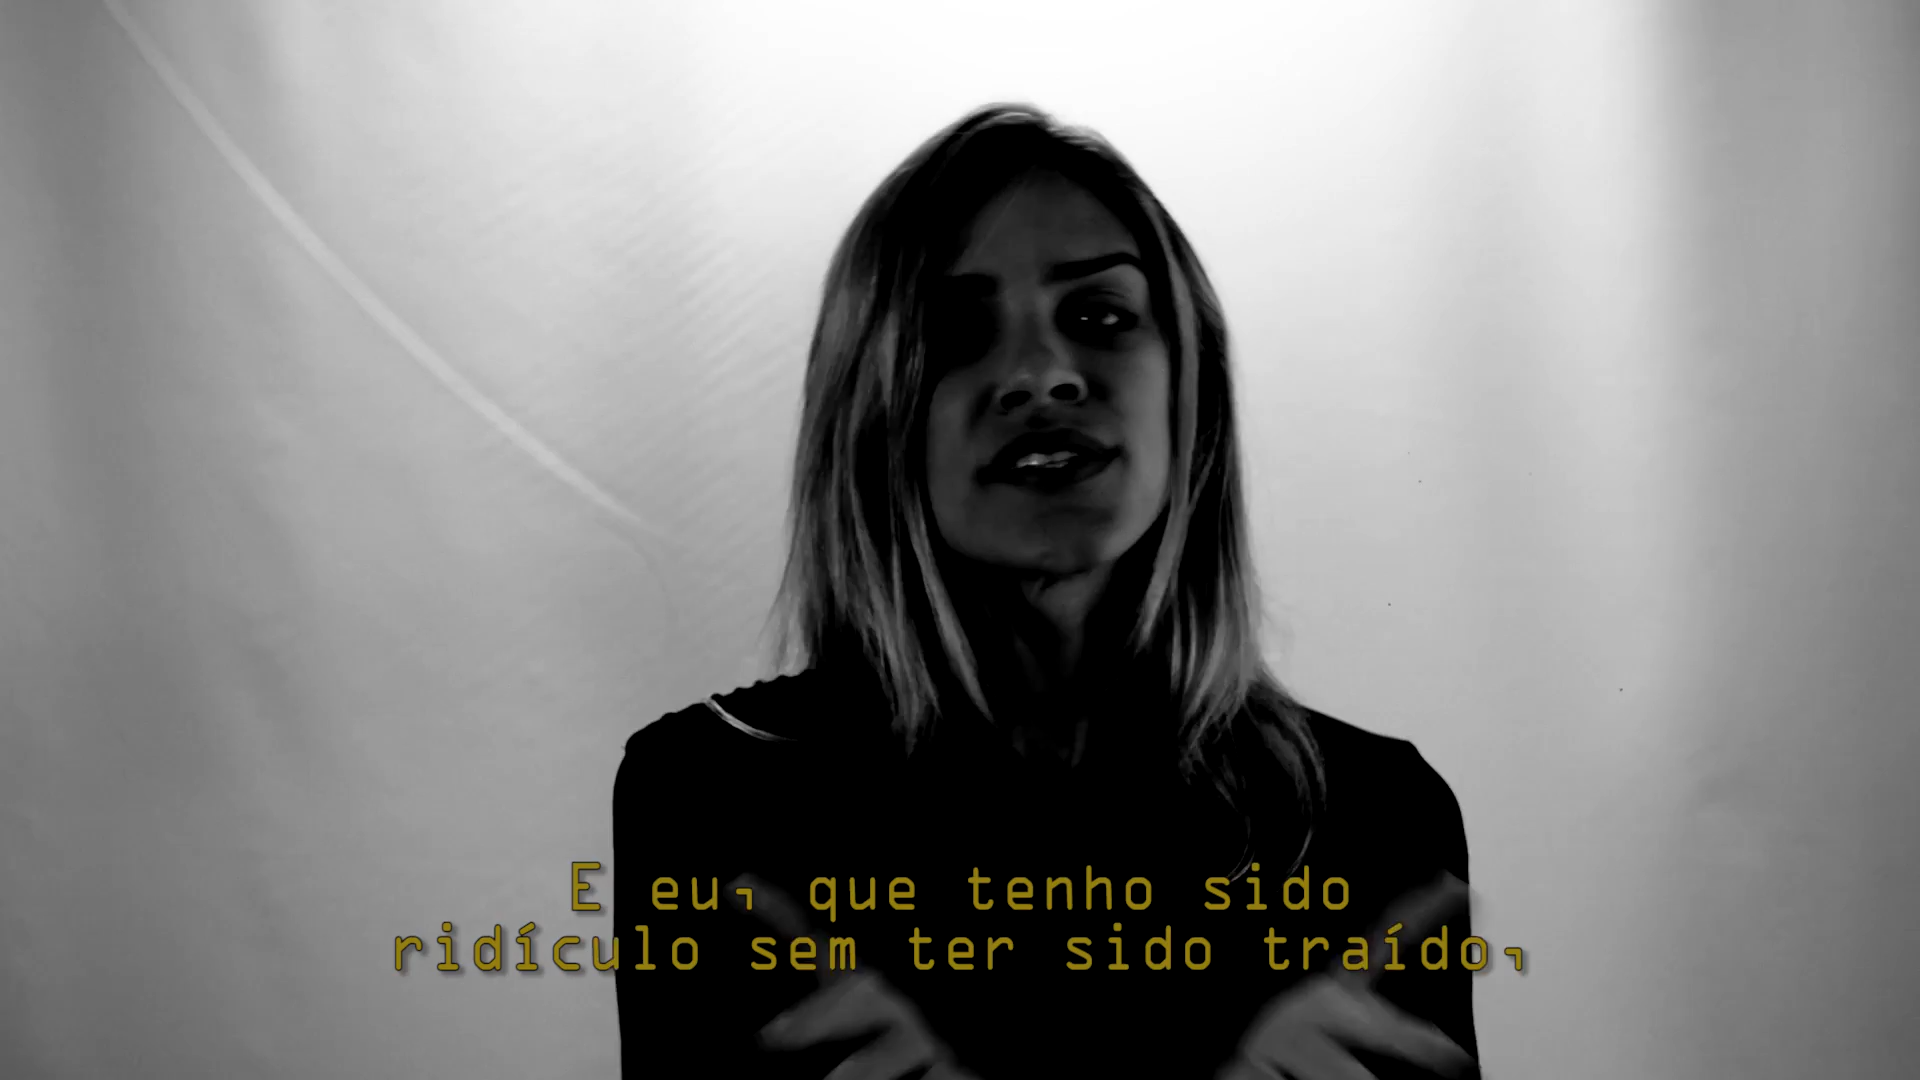 E eu, que tenho sido
ridículo sem ter sido traído,